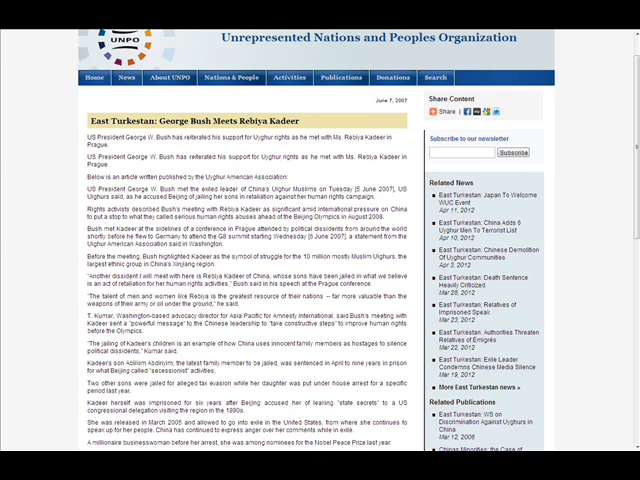 UNPO
Unrepresented Nations and Peoples Organization
Home
News
About UNPO
Nations & People
Activities
Publications
Donations
Search
June 7, 2007
East Turkestan: George Bush Meets Rebiya Kadeer
US President George W. Bush has reiterated his support for Uyghur rights as he met with Ms. Rebiya Kadeer in
Prague.
US President George W. Bush has reiterated his support for Uyghur rights as he met with Ms. Rebiya Kadeer in
Prague.
Below is an article written published by the Uyghur American Association:
US President George W. Bush met the exiled leader of China's Uighur Muslims on Tuesday [5 June 2007], US
Uighurs said, as he accused Beijing of jailing her sons in retaliation against her human rights campaign.
Rights activists described Bush's meeting with Rebiya Kadeer as significant amid international pressure on China
to put a stop to what they called serious human rights abuses ahead of the Beijing Olympics in August 2008.
Bush met Kadeer at the sidelines of a conference in Prague attended by political dissidents from around the world
shortly before he flew to Germany to attend the G8 summit starting Wednesday [6 June 2007], a statement from the
Uighur American Association said in Washington.
Before the meeting, Bush highlighted Kadeer as the symbol of struggle for the 10 million mostly Muslim Uighurs, the
largest ethnic group in China's Xinjiang region.
"Another dissident I will meet with here is Rebiya Kadeer of China, whose sons have been jailed in what we believe
is an act of retaliation for her human rights activities," Bush said in his speech at the Prague conference.
"The talent of men and women like Rebiya is the greatest resource of their nations -- far more valuable than the
weapons of their army or oil under the ground," he said.
T. Kumar, Washington-based advocacy director for Asia Pacific for Amnesty International, said Bush's meeting with
Kadeer sent a "powerful message" to the Chinese leadership to "take constructive steps" to improve human rights
before the Olympics.
"The jailing of Kadeer's children is an example of how China uses innocent family members as hostages to silence
political dissidents," Kumar said.
Kadeer's son Ablikim Abdiriyim, the latest family member to be jailed, was sentenced in April to nine years in prison
for what Beijing called "secessionist" activities.
Two other sons were jailed for alleged tax evasion while her daughter was put under house arrest for a specific
period last year.
Kadeer herself was imprisoned for six years after Beijing accused her of leaking "state secrets" to a US
congressional delegation visiting the region in the 1990s.
She was released in March 2005 and allowed to go into exile in the United States, from where she continues to
speak up for her people. China has continued to express anger over her comments while in exile.
A millionaire businesswoman before her arrest, she was among nominees for the Nobel Peace Prize last year.
Share Content
Share |
Subscribe to our newsletter
Subscribe
Related News
East Turkestan: Japan To Welcome
WUC Event
Apr 11, 2012
East Turkestan: China Adds 6
Uyghur Men To Terrorist List
Apr 10, 2012
East Turkestan: Chinese Demolition
Of Uyghur Communities
Apr 3, 2012
East Turkestan: Death Sentence
Heavily Criticized
Mar 28, 2012
East Turkestan: Relatives of
Imprisoned Speak
Mar 23, 2012
East Turkestan: Authorities Threaten
Relatives of Émigrés
Mar 22, 2012
East Turkestan: Exile Leader
Condemns Chinese Media Silence
Mar 20, 2012
More East Turkestan news »
Related Publications
East Turkestan: WS on
Discrimination Against Uyghurs in
China
Mar 12, 2006
Chinas Minorities: the Case of